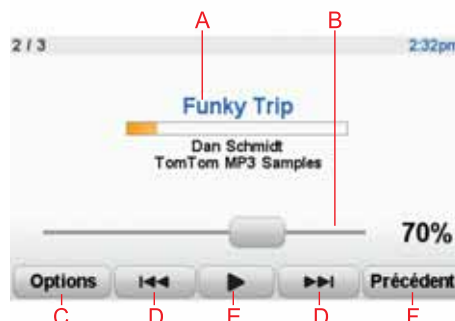 A B
2 / 3 2:32pm
Funky Trip
Dan Schmidt
TomTom MP3 Samples
70%
Options Précédent
C D E D F